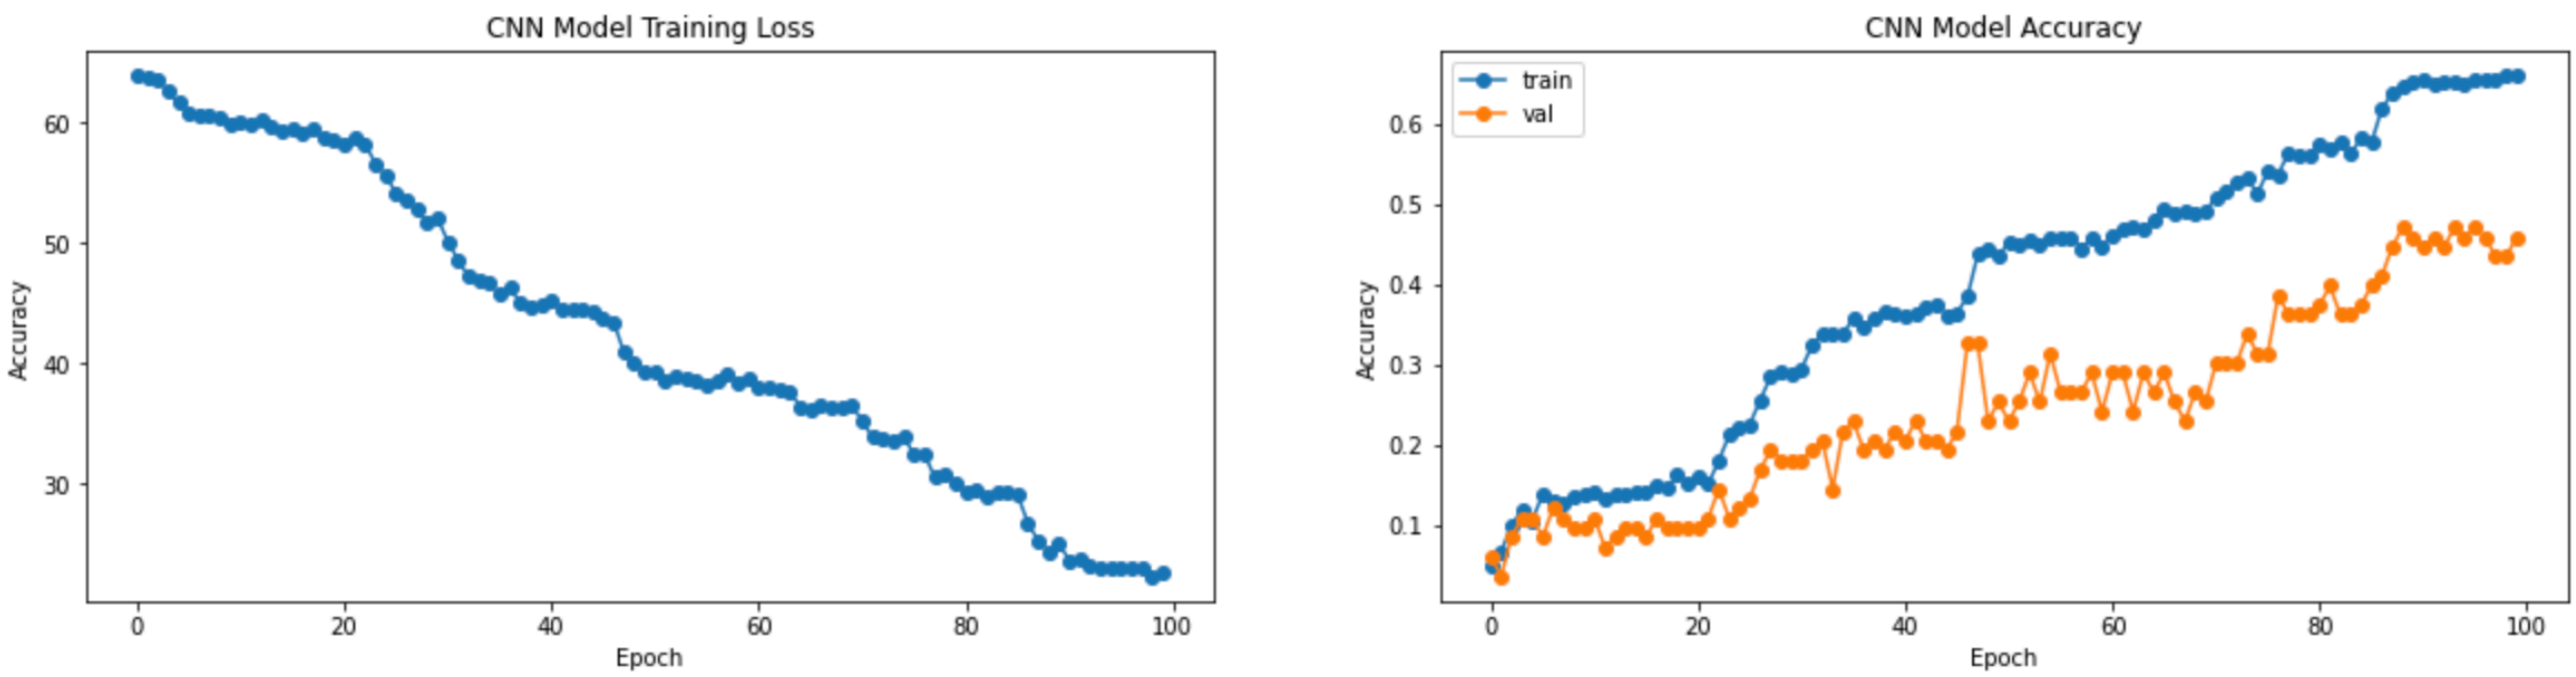 CNN Model Training Loss
Accuracy
60
50
40
30
0 20 40 60 80 100
Epoch
CNN Model Accuracy
train
val
Accuracy
0.6
0.5
0.4
0.3
0.2
0.1
0 20 40 60 80 100
Epoch